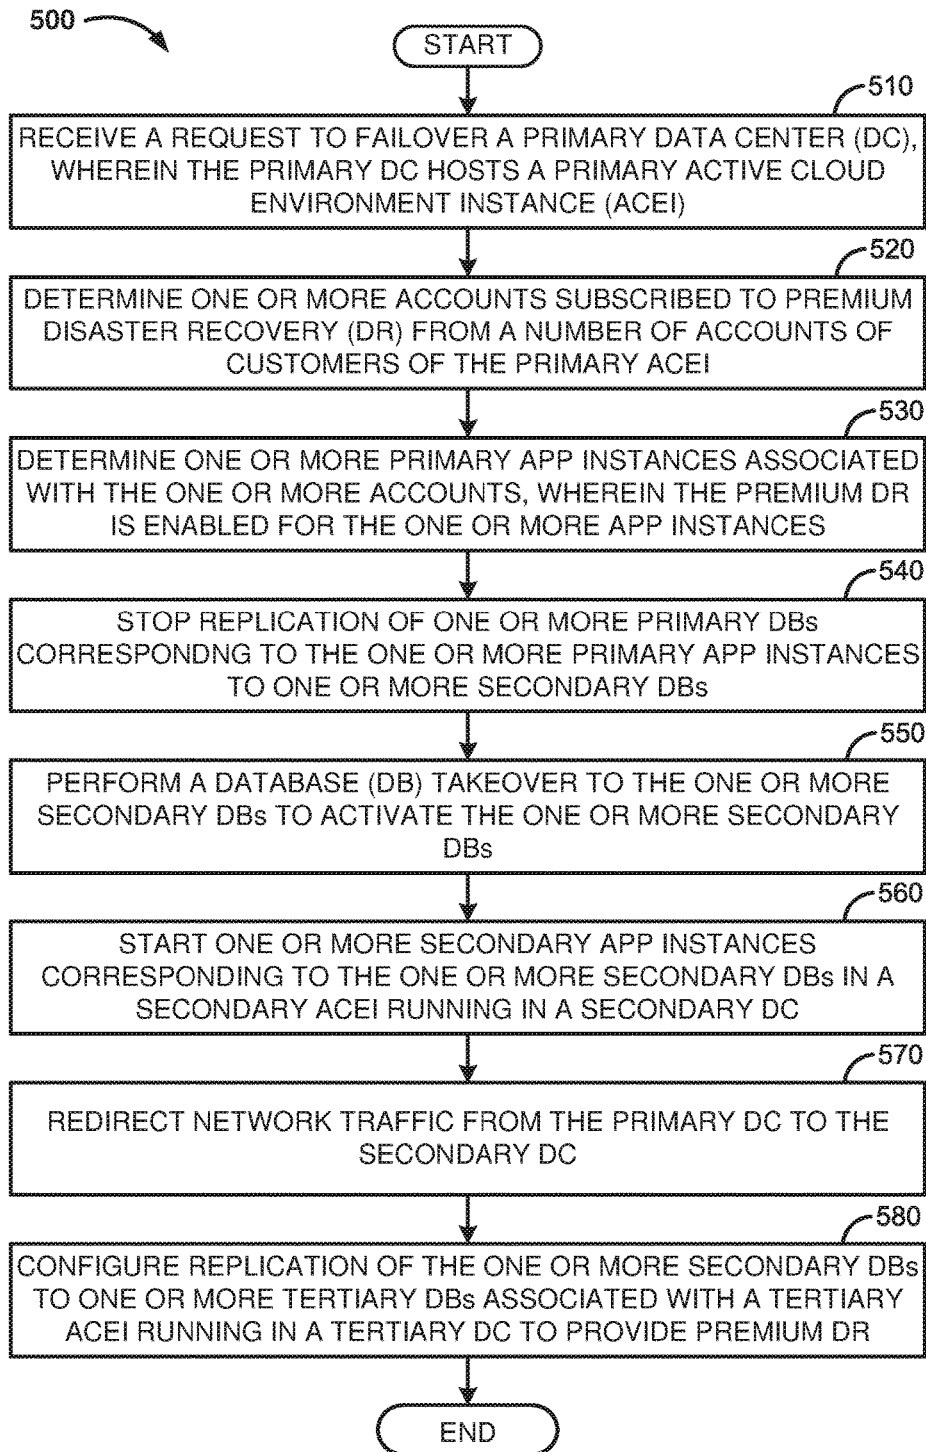 500
START
510
RECEIVE A REQUEST TO FAILOVER A PRIMARY DATA CENTER (DC),
WHEREIN THE PRIMARY DC HOSTS A PRIMARY ACTIVE CLOUD
ENVIRONMENT INSTANCE (ACEI)
520
DETERMINE ONE OR MORE ACCOUNTS SUBSCRIBED TO PREMIUM
DISASTER RECOVERY (DR) FROM A NUMBER OF ACCOUNTS OF
CUSTOMERS OF THE PRIMARY ACEI
530
DETERMINE ONE OR MORE PRIMARY APP INSTANCES ASSOCIATED
WITH THE ONE OR MORE ACCOUNTS, WHEREIN THE PREMIUM DR
IS ENABLED FOR THE ONE OR MORE APP INSTANCES
540
STOP REPLICATION OF ONE OR MORE PRIMARY DBs
CORRESPONDNG TO THE ONE OR MORE PRIMARY APP INSTANCES
TO ONE OR MORE SECONDARY DBs
550
PERFORM A DATABASE (DB) TAKEOVER TO THE ONE OR MORE
SECONDARY DBs TO ACTIVATE THE ONE OR MORE SECONDARY
DBs
560
START ONE OR MORE SECONDARY APP INSTANCES
CORRESPONDING TO THE ONE OR MORE SECONDARY DBs IN A
SECONDARY ACEI RUNNING IN A SECONDARY DC
570
REDIRECT NETWORK TRAFFIC FROM THE PRIMARY DC TO THE
SECONDARY DC
580
CONFIGURE REPLICATION OF THE ONE OR MORE SECONDARY DBs
TO ONE OR MORE TERTIARY DBs ASSOCIATED WITH A TERTIARY
ACEI RUNNING IN A TERTIARY DC TO PROVIDE PREMIUM DR
END